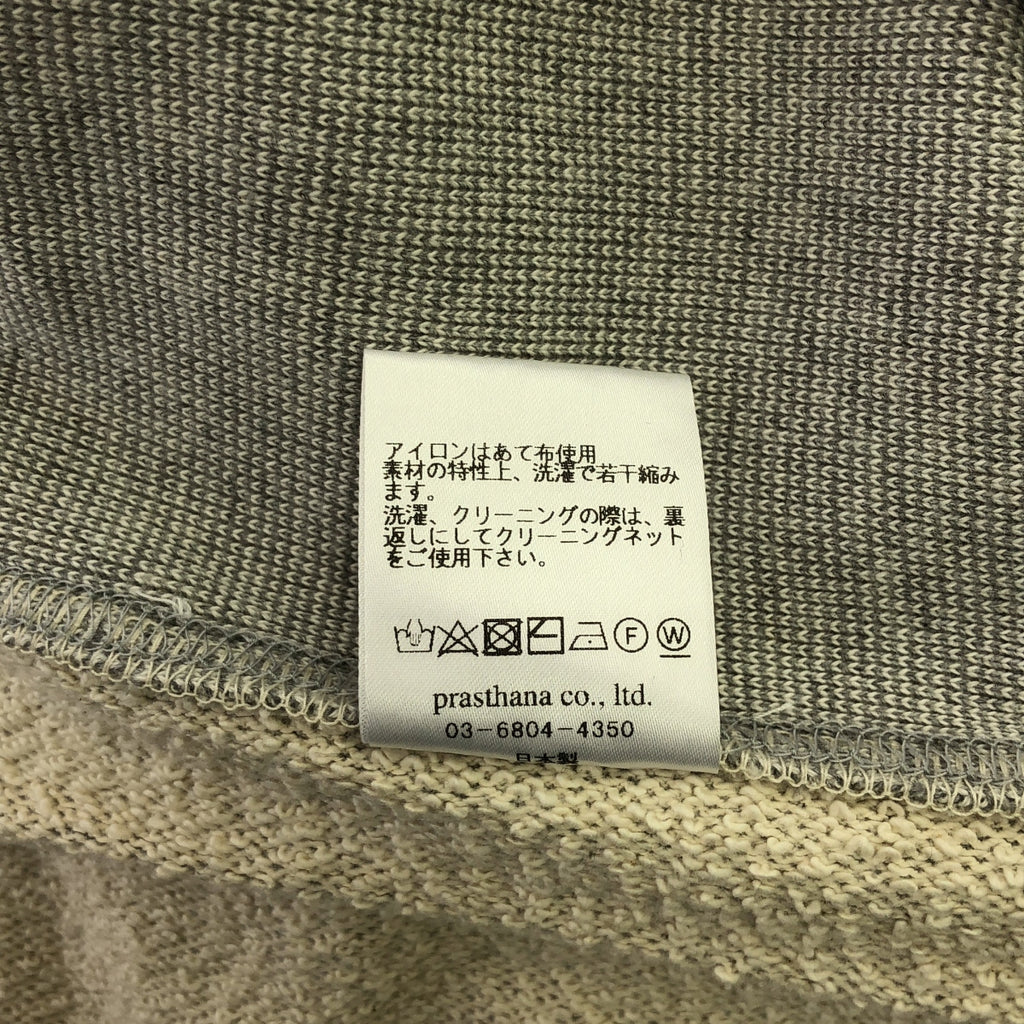 アイロンはあて布使用
素材の特性上、洗濯で若干縮み
ます。
洗濯、クリーニングの際は、裏
返しにしてクリーニングネット
をご使用下さい。
F W
prasthana co., ltd.
03-6804-4350
日本製